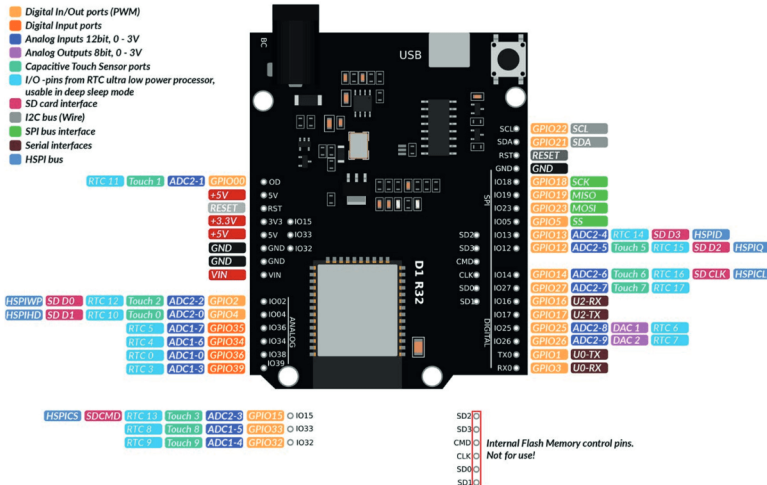 Digital In/Out ports (PWM)
Digital Input ports
Analog Inputs 12bit, 0 - 3V
Analog Outputs 8bit, 0 - 3V
Capacitive Touch Sensor ports
I/O -pins from RTC ultra low power processor,
usable in deep sleep mode
SD card interface
I2C bus (Wire)
SPI bus interface
Serial interfaces
HSPI bus
BC
USB
RTC 11 Touch 1 ADC2-1 GPIO00 OD
+5V 5V
RESET RST
+3.3V 3V3 IO15
+5V 5V IO33
GND GND IO32
GND GND
VIN VIN
HSPIWP SD D0 RTC 12 Touch 2 ADC2-2 GPIO2 IO02
HSPIHD SD D1 RTC 10 Touch 0 ADC2-0 GPIO4 IO04
RTC 5 ADC1-7 GPIO35 IO36
RTC 4 ADC1-6 GPIO34 IO34
RTC 0 ADC1-0 GPIO36 IO38
RTC 3 ADC1-3 GPIO39 IO39
ANALOG
D1 R32
SD2
SD3
CMD
CLK
SD0
SD1
SPI
DIGITAL
SCL GPIO22 SCL
SDA GPIO21 SDA
RST RESET
GND GND
IO18 GPIO18 SCK
IO19 GPIO19 MISO
IO23 GPIO23 MOSI
IO05 GPIO5 SS
IO13 GPIO13 ADC2-4 RTC 14 SD D3 HSPID
IO12 GPIO12 ADC2-5 Touch 5 RTC 15 SD D2 HSPIQ
IO14 GPIO14 ADC2-6 Touch 6 RTC 16 SD CLK HSPICL
IO27 GPIO27 ADC2-7 Touch 7 RTC 17
IO16 GPIO16 U2-RX
IO17 GPIO17 U2-TX
IO25 GPIO25 ADC2-8 DAC 1 RTC 6
IO26 GPIO26 ADC2-9 DAC 2 RTC 7
TX0 GPIO1 U0-TX
RX0 GPIO3 U0-RX
HSPICS SDCMD RTC 13 Touch 3 ADC2-3 GPIO15 IO15
RTC 8 Touch 8 ADC1-5 GPIO33 IO33
RTC 9 Touch 9 ADC1-4 GPIO32 IO32
SD2
SD3
CMD
CLK
SD0
SD1
Internal Flash Memory control pins.
Not for use!